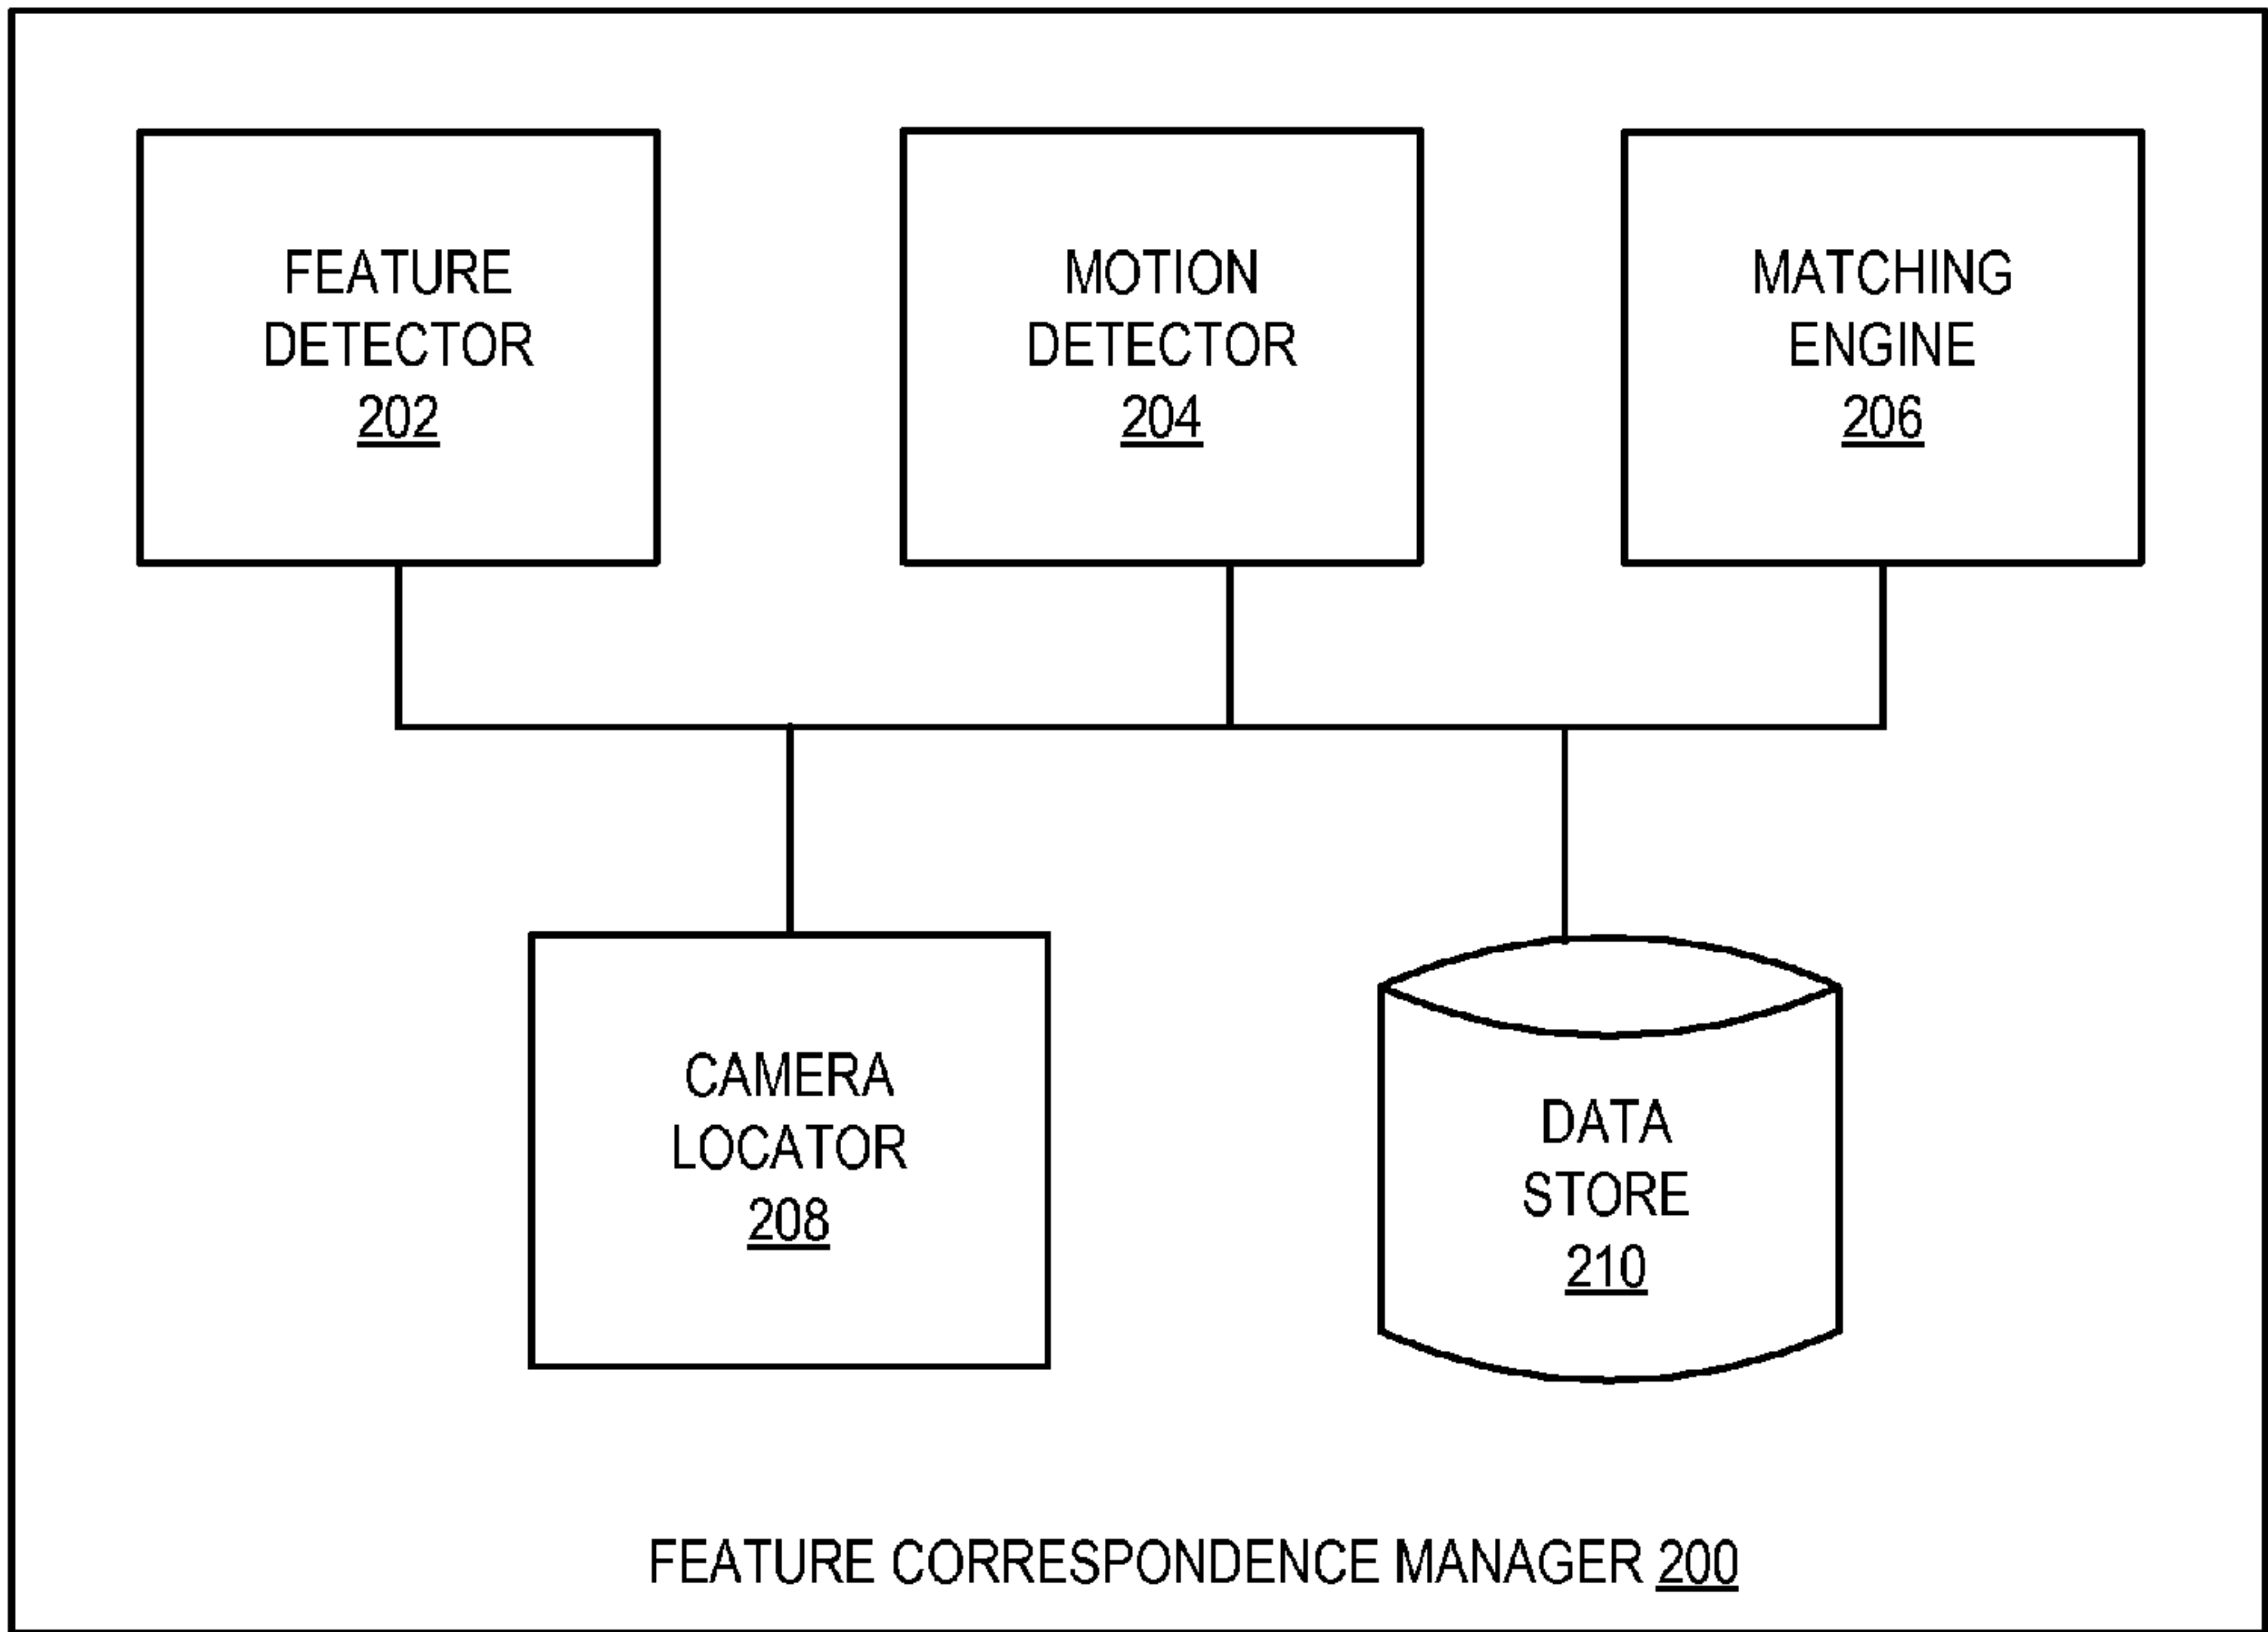 FEATURE
DETECTOR
202
MOTION
DETECTOR
204
MATCHING
ENGINE
206
CAMERA
LOCATOR
208
DATA
STORE
210
FEATURE CORRESPONDENCE MANAGER 200